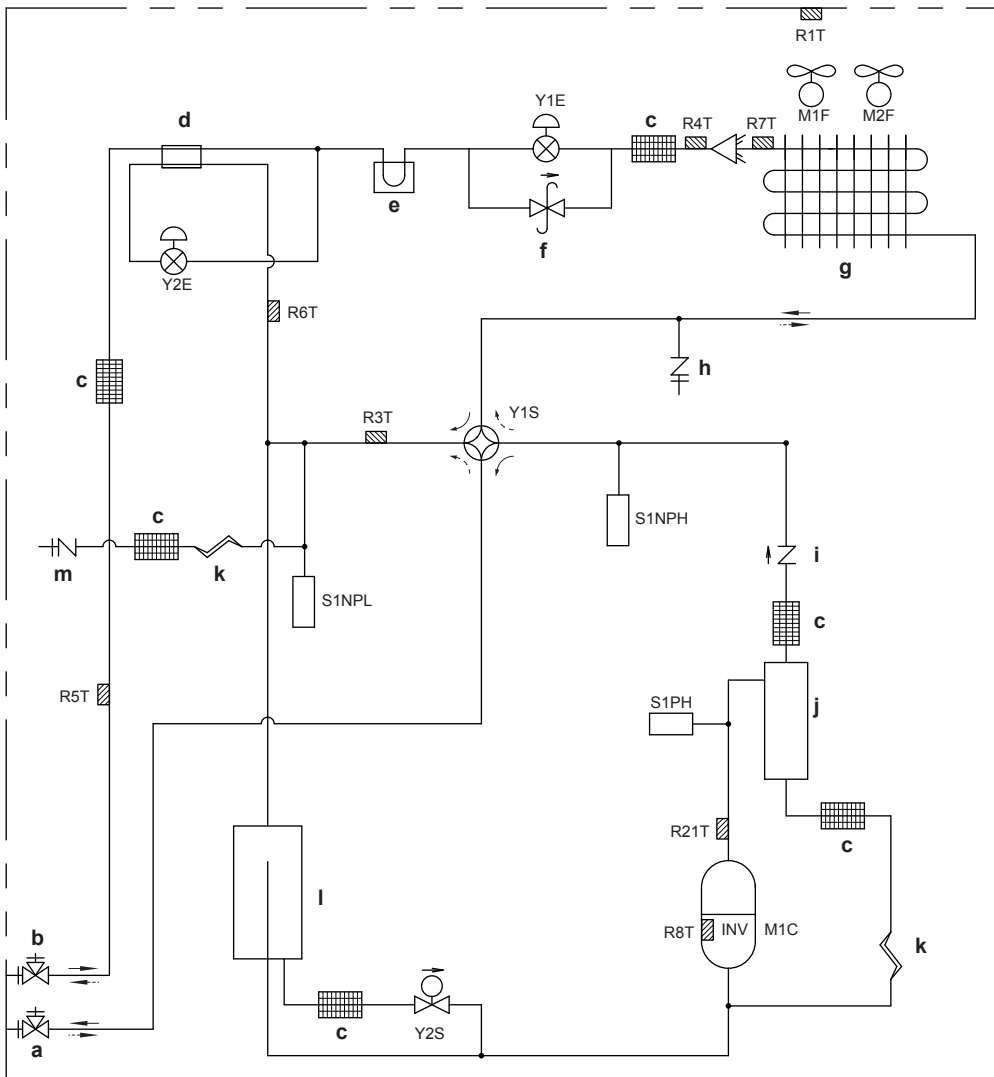 R1T
M1F
M2F
Y1E
d
c
R4T
R7T
e
f
g
Y2E
R6T
c
h
R3T
Y1S
c
S1NPH
m
k
i
S1NPL
c
R5T
S1PH
j
R21T
c
l
R8T
INV
M1C
b
k
c
Y2S
a